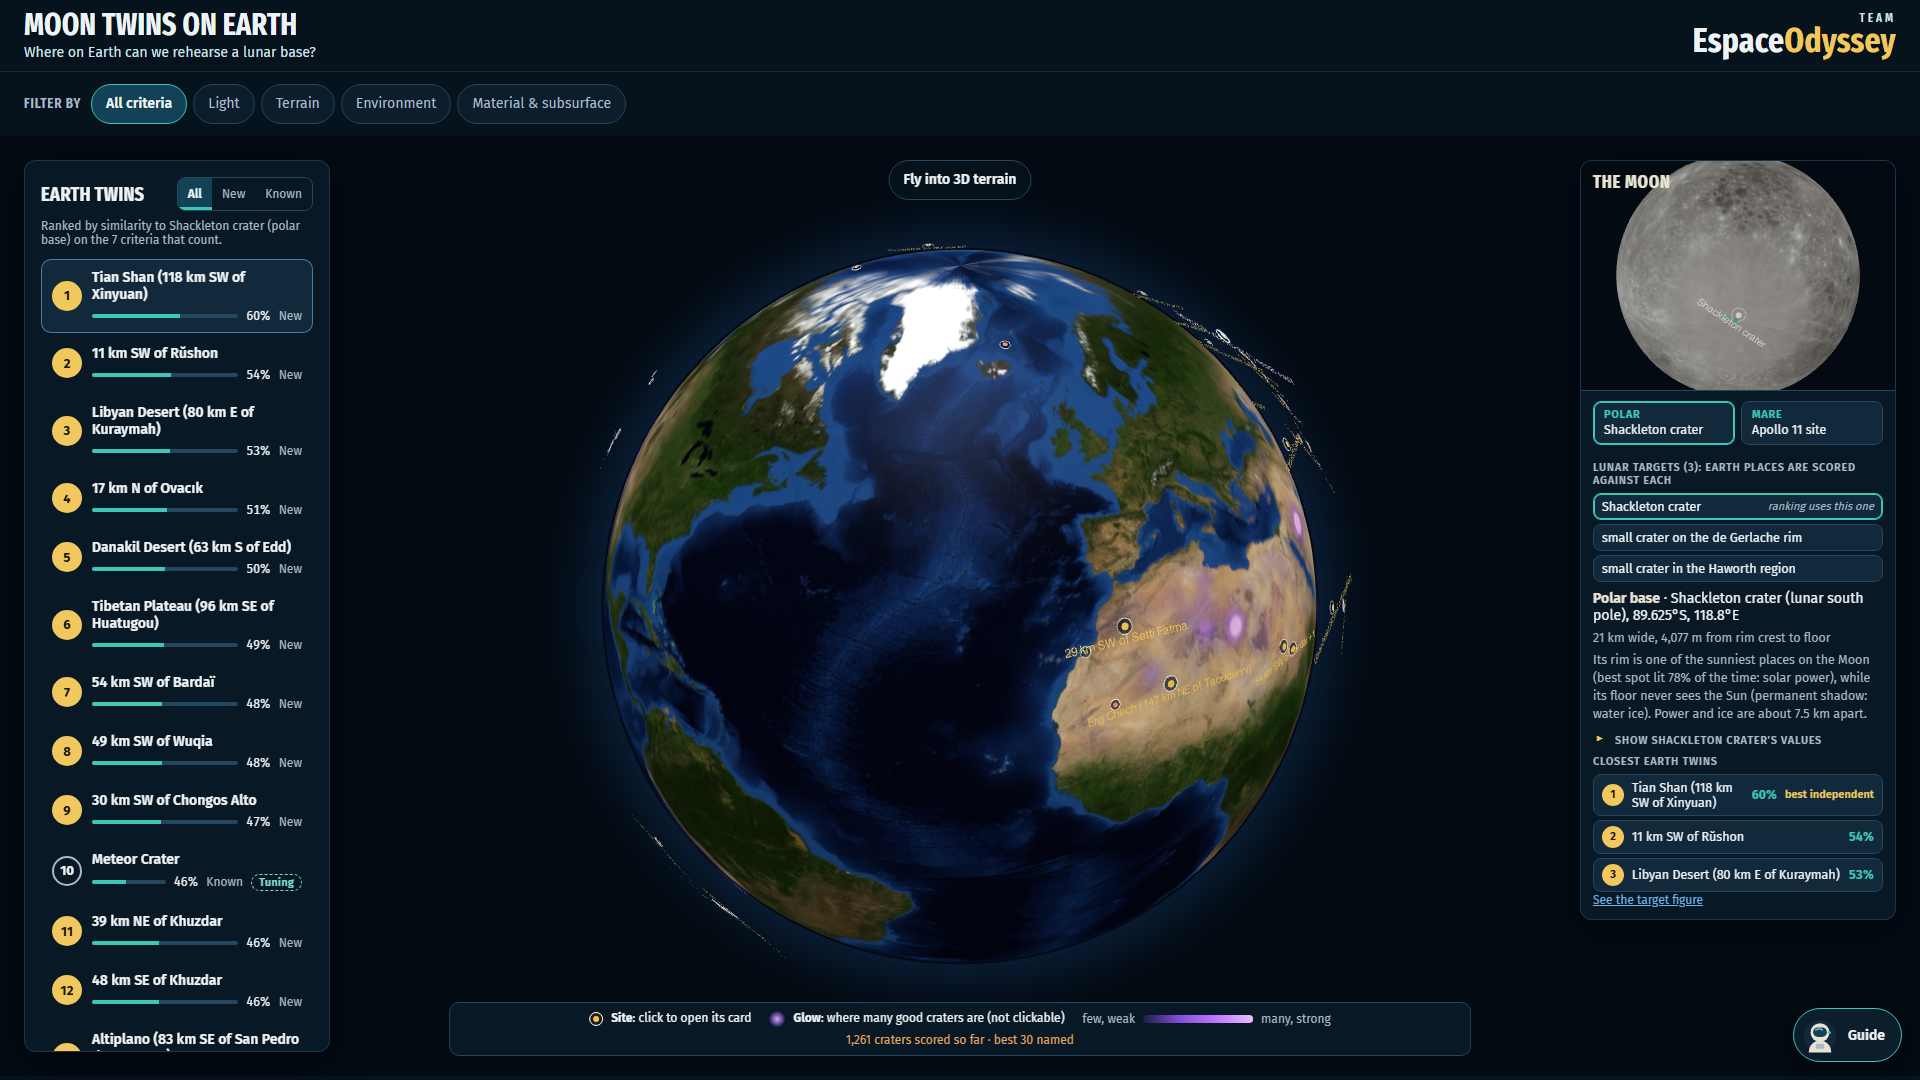 MOON TWINS ON EARTH
Where on Earth can we rehearse a lunar base?
TEAM
EspaceOdyssey
FILTER BY
All criteria
Light
Terrain
Environment
Material & subsurface
EARTH TWINS
All
New
Known
Ranked by similarity to Shackleton crater (polar
base) on the 7 criteria that count.
1
Tian Shan (118 km SW of
Xinyuan)
60% New
2
11 km SW of Rŭshon
54% New
3
Libyan Desert (80 km E of
Kuraymah)
53% New
4
17 km N of Ovacık
51% New
5
Danakil Desert (63 km S of Edd)
50% New
6
Tibetan Plateau (96 km SE of
Huatugou)
49% New
7
54 km SW of Bardaï
48% New
8
49 km SW of Wuqia
48% New
9
30 km SW of Chongos Alto
47% New
10
Meteor Crater
46% Known Tuning
11
39 km NE of Khuzdar
46% New
12
48 km SE of Khuzdar
46% New
Altiplano (83 km SE of San Pedro
Fly into 3D terrain
29 km SW of Setti Fatma
Erg Chech (147 km NE of Taoudenni)
Site: click to open its card
Glow: where many good craters are (not clickable)
few, weak
many, strong
1,261 craters scored so far · best 30 named
THE MOON
Shackleton crater
POLAR
Shackleton crater
MARE
Apollo 11 site
LUNAR TARGETS (3): EARTH PLACES ARE SCORED
AGAINST EACH
Shackleton crater
ranking uses this one
small crater on the de Gerlache rim
small crater in the Haworth region
Polar base · Shackleton crater (lunar south
pole), 89.625°S, 118.8°E
21 km wide, 4,077 m from rim crest to floor
Its rim is one of the sunniest places on the Moon
(best spot lit 78% of the time: solar power), while
its floor never sees the Sun (permanent shadow:
water ice). Power and ice are about 7.5 km apart.
SHOW SHACKLETON CRATER'S VALUES
CLOSEST EARTH TWINS
1
Tian Shan (118 km
SW of Xinyuan)
60% best independent
2
11 km SW of Rŭshon
54%
3
Libyan Desert (80 km E of Kuraymah)
53%
See the target figure
Guide